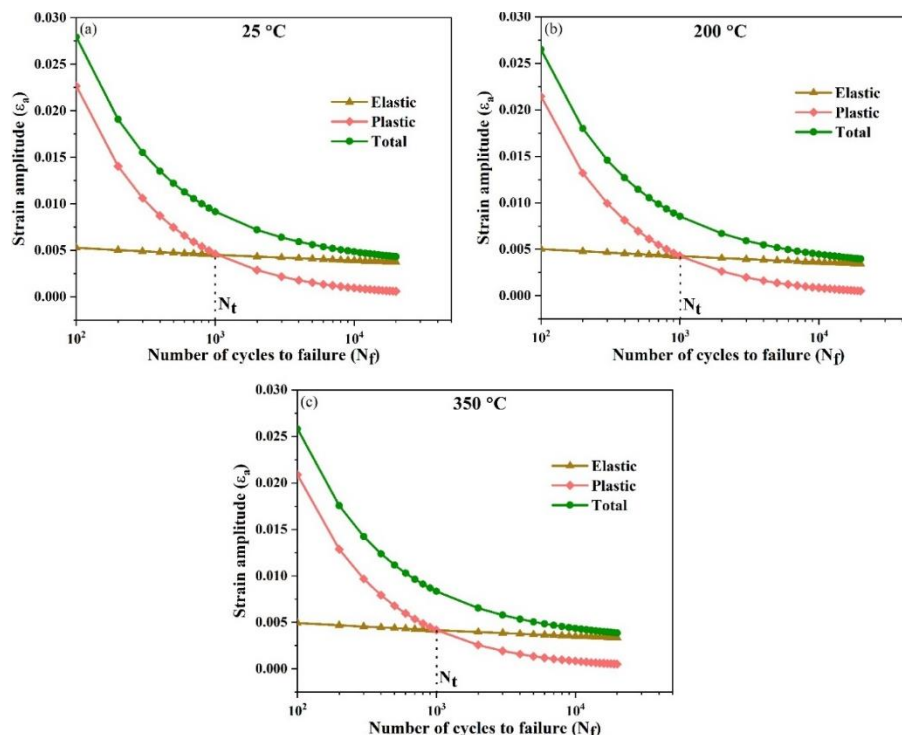 (a)
25 °C
0.030
0.025
0.020
0.015
0.010
0.005
0.000
Strain amplitude (εa)
Elastic
Plastic
Total
Nt
10²
10³
10⁴
Number of cycles to failure (Nf)
(b)
200 °C
0.030
0.025
0.020
0.015
0.010
0.005
0.000
Strain amplitude (εa)
Elastic
Plastic
Total
Nt
10²
10³
10⁴
Number of cycles to failure (Nf)
(c)
350 °C
0.030
0.025
0.020
0.015
0.010
0.005
0.000
Strain amplitude (εa)
Elastic
Plastic
Total
Nt
10²
10³
10⁴
Number of cycles to failure (Nf)